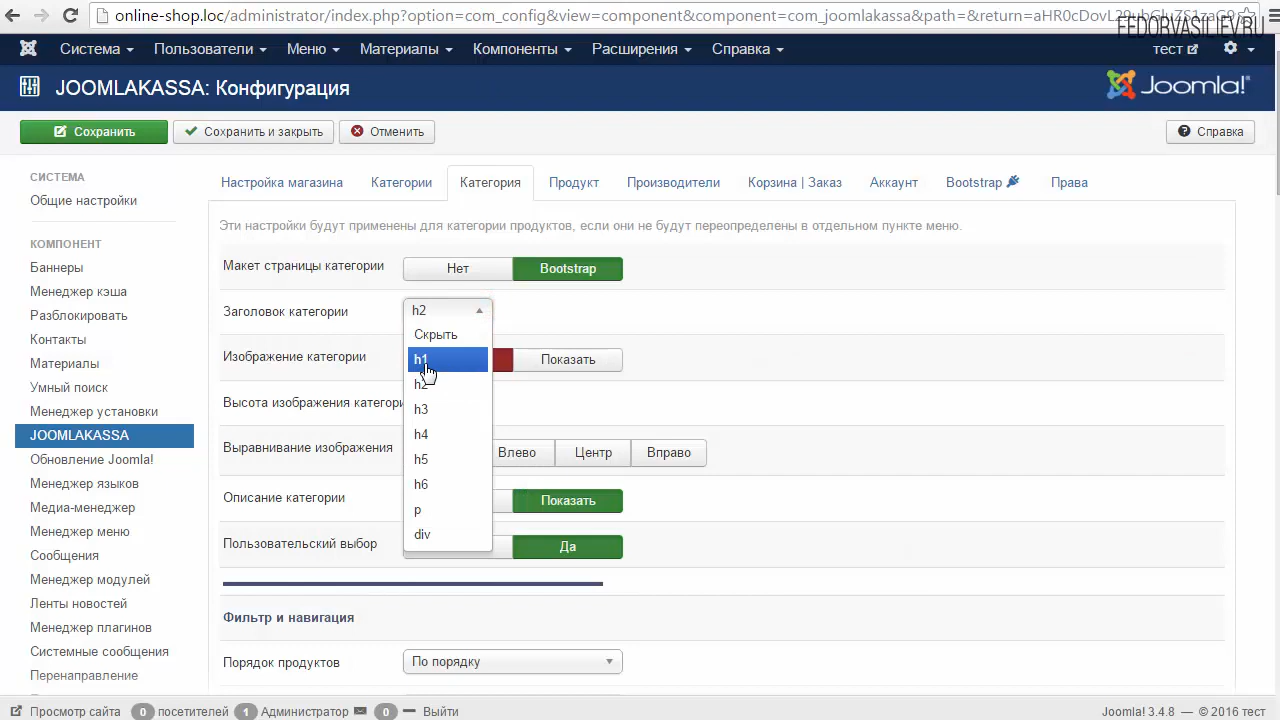 online-shop.loc/administrator/index.php?option=com_config&view=component&component=com_joomlakassa&path=&return=
FEDORVASILIEV.RU
Система Пользователи Меню Материалы Компоненты Расширения Справка тест
JOOMLAKASSA: Конфигурация
Joomla!
Сохранить Сохранить и закрыть Отменить Справка
СИСТЕМА
Общие настройки
КОМПОНЕНТ
Баннеры
Менеджер кэша
Разблокировать
Контакты
Материалы
Умный поиск
Менеджер установки
JOOMLAKASSA
Обновление Joomla!
Менеджер языков
Медиа-менеджер
Менеджер меню
Сообщения
Менеджер модулей
Ленты новостей
Менеджер плагинов
Системные сообщения
Перенаправление
Настройка магазина Категории Категория Продукт Производители Корзина | Заказ Аккаунт Bootstrap Права
Эти настройки будут применены для категории продуктов, если они не будут переопределены в отдельном пункте меню.
Макет страницы категории Нет Bootstrap
Заголовок категории h2
Скрыть
h1
h2
h3
h4
h5
h6
p
div
Изображение категории Показать
Высота изображения категори
Выравнивание изображения Влево Центр Вправо
Описание категории Показать
Пользовательский выбор Да
Фильтр и навигация
Порядок продуктов По порядку
Просмотр сайта 0 посетителей 1 Администратор 0 Выйти
Joomla! 3.4.8 — © 2016 тест